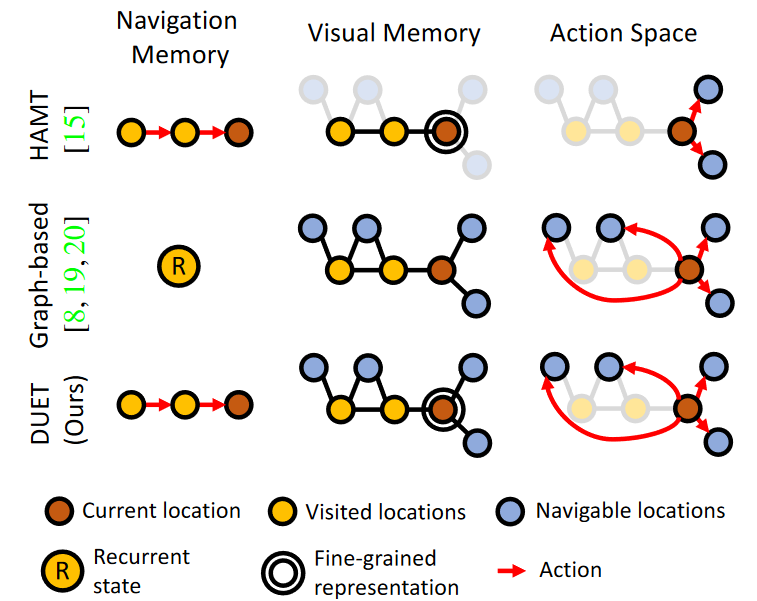 Navigation
Memory
Visual Memory
Action Space
HAMT
[15]
Graph-based
[8, 19, 20]
R
DUET
(Ours)
Current location
Visited locations
Navigable locations
R
Recurrent
state
Fine-grained
representation
Action